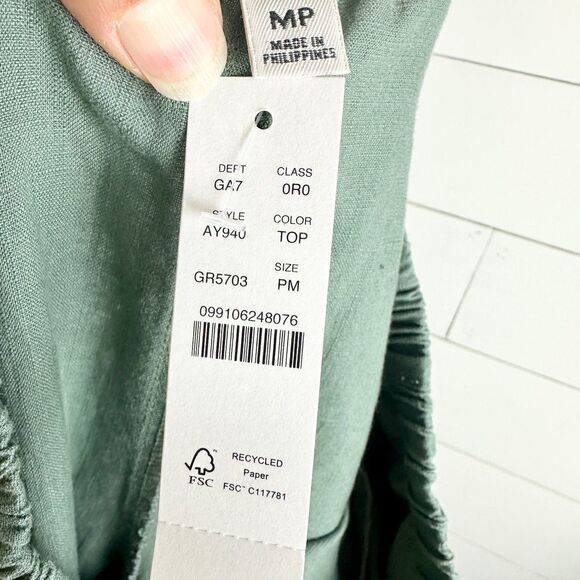 MP
MADE IN
PHILIPPINES
DEPT CLASS
GA7 0R0
STYLE COLOR
AY940 TOP
SIZE
GR5703 PM
099106248076
RECYCLED
Paper
FSC FSC™ C117781